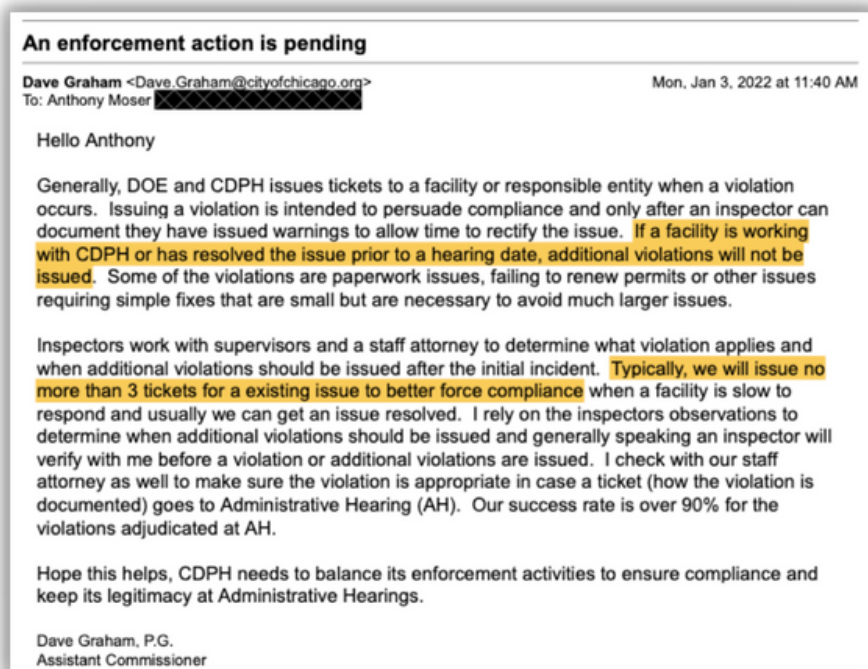 An enforcement action is pending
Dave Graham <Dave.Graham@cityofchicago.org> Mon, Jan 3, 2022 at 11:40 AM
To: Anthony Moser
Hello Anthony
Generally, DOE and CDPH issues tickets to a facility or responsible entity when a violation
occurs. Issuing a violation is intended to persuade compliance and only after an inspector can
document they have issued warnings to allow time to rectify the issue. If a facility is working
with CDPH or has resolved the issue prior to a hearing date, additional violations will not be
issued. Some of the violations are paperwork issues, failing to renew permits or other issues
requiring simple fixes that are small but are necessary to avoid much larger issues.
Inspectors work with supervisors and a staff attorney to determine what violation applies and
when additional violations should be issued after the initial incident. Typically, we will issue no
more than 3 tickets for a existing issue to better force compliance when a facility is slow to
respond and usually we can get an issue resolved. I rely on the inspectors observations to
determine when additional violations should be issued and generally speaking an inspector will
verify with me before a violation or additional violations are issued. I check with our staff
attorney as well to make sure the violation is appropriate in case a ticket (how the violation is
documented) goes to Administrative Hearing (AH). Our success rate is over 90% for the
violations adjudicated at AH.
Hope this helps, CDPH needs to balance its enforcement activities to ensure compliance and
keep its legitimacy at Administrative Hearings.
Dave Graham, P.G.
Assistant Commissioner